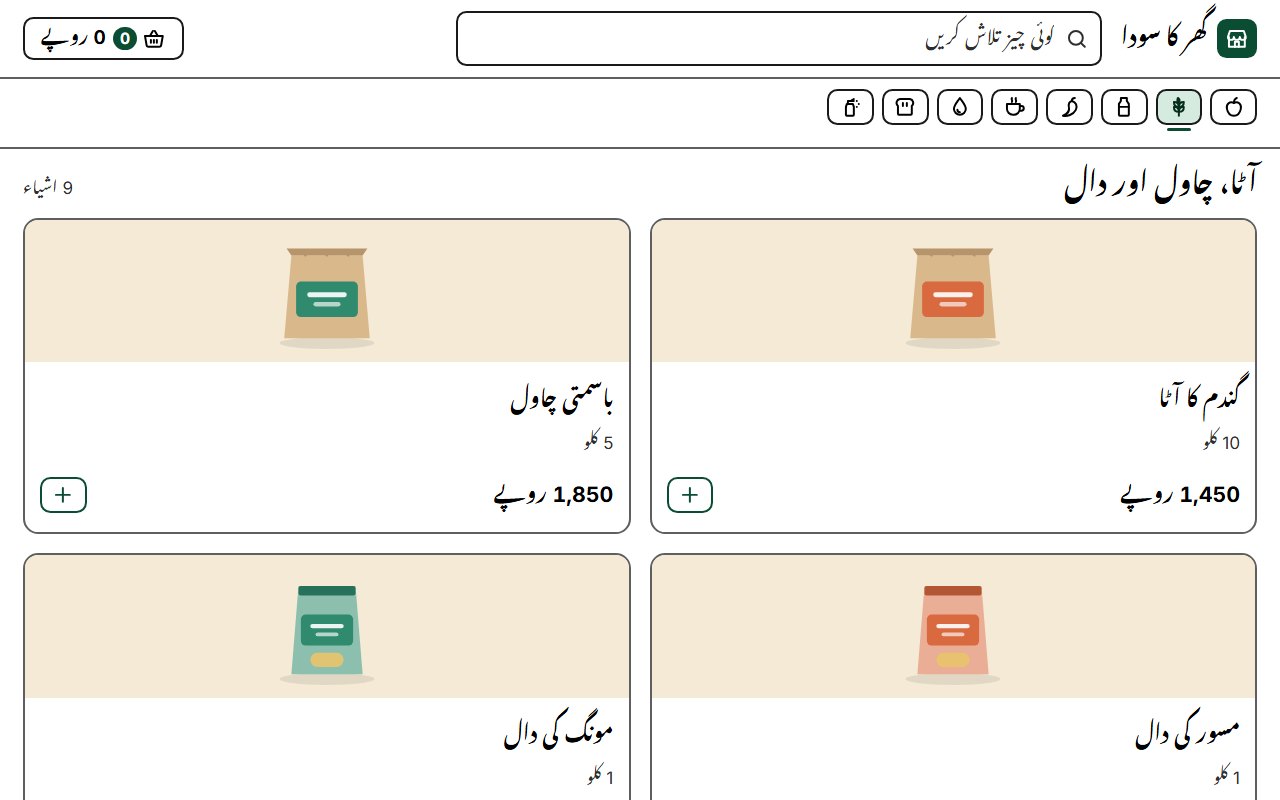 گھر کا سودا
کوئی چیز تلاش کریں
0 0 روپے
آٹا، چاول اور دال
9 اشیاء
گندم کا آٹا
10 کلو
1,450 روپے
باسمتی چاول
5 کلو
1,850 روپے
مسور کی دال
1 کلو
مونگ کی دال
1 کلو